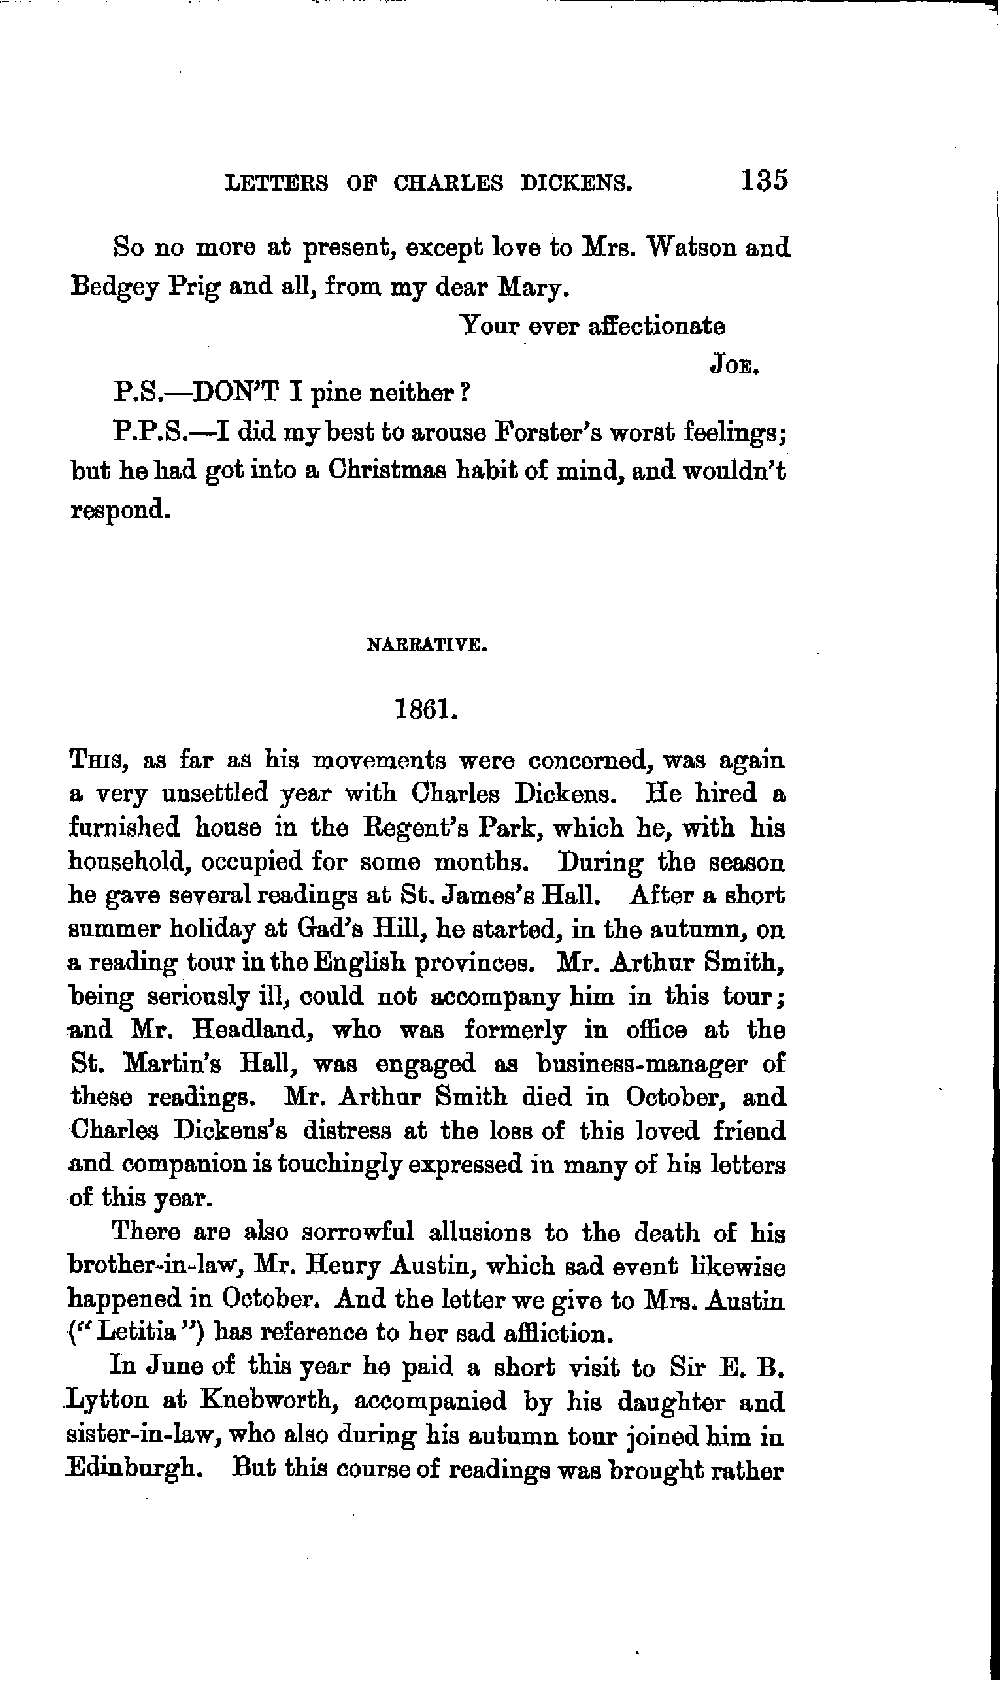 LETTERS OF CHARLES DICKENS. 135
So no more at present, except love to Mrs. Watson and
Bedgey Prig and all, from my dear Mary.
Your ever affectionate
JOE.
P.S.—DON'T I pine neither?
P.P.S.—I did my best to arouse Forster's worst feelings;
but he had got into a Christmas habit of mind, and wouldn't
respond.
NARRATIVE.
1861.
THIS, as far as his movements were concerned, was again
a very unsettled year with Charles Dickens. He hired a
furnished house in the Regent's Park, which he, with his
household, occupied for some months. During the season
he gave several readings at St. James's Hall. After a short
summer holiday at Gad's Hill, he started, in the autumn, on
a reading tour in the English provinces. Mr. Arthur Smith,
being seriously ill, could not accompany him in this tour;
and Mr. Headland, who was formerly in office at the
St. Martin's Hall, was engaged as business-manager of
these readings. Mr. Arthur Smith died in October, and
Charles Dickens's distress at the loss of this loved friend
and companion is touchingly expressed in many of his letters
of this year.
There are also sorrowful allusions to the death of his
brother-in-law, Mr. Henry Austin, which sad event likewise
happened in October. And the letter we give to Mrs. Austin
("Letitia") has reference to her sad affliction.
In June of this year he paid a short visit to Sir E. B.
Lytton at Knebworth, accompanied by his daughter and
sister-in-law, who also during his autumn tour joined him in
Edinburgh. But this course of readings was brought rather